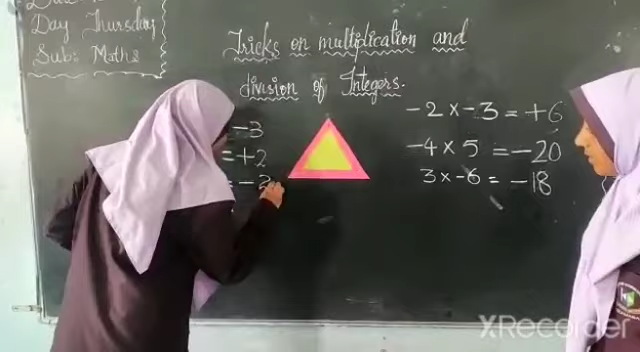 Day Thursday
Sub: Maths
Tricks on multiplication and
division of Integers.
-3
= +2
= -2
-2 x -3 = +6
-4 x 5 = -20
3 x -6 = -18
XRecorder